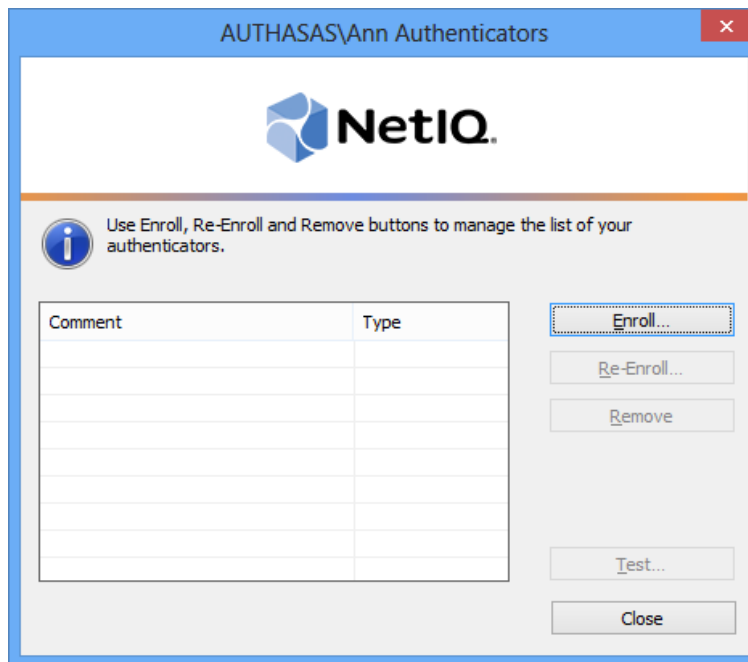 AUTHASAS\Ann Authenticators
NetIQ.
Use Enroll, Re-Enroll and Remove buttons to manage the list of your
authenticators.
Comment Type
Enroll...
Re-Enroll...
Remove
Test...
Close